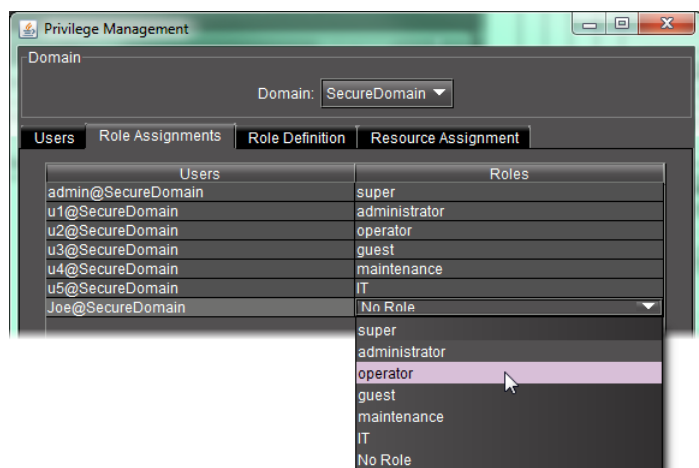 Privilege Management
Domain
Domain: SecureDomain
Users Role Assignments Role Definition Resource Assignment
Users Roles
admin@SecureDomain super
u1@SecureDomain administrator
u2@SecureDomain operator
u3@SecureDomain guest
u4@SecureDomain maintenance
u5@SecureDomain IT
Joe@SecureDomain No Role
super
administrator
operator
guest
maintenance
IT
No Role